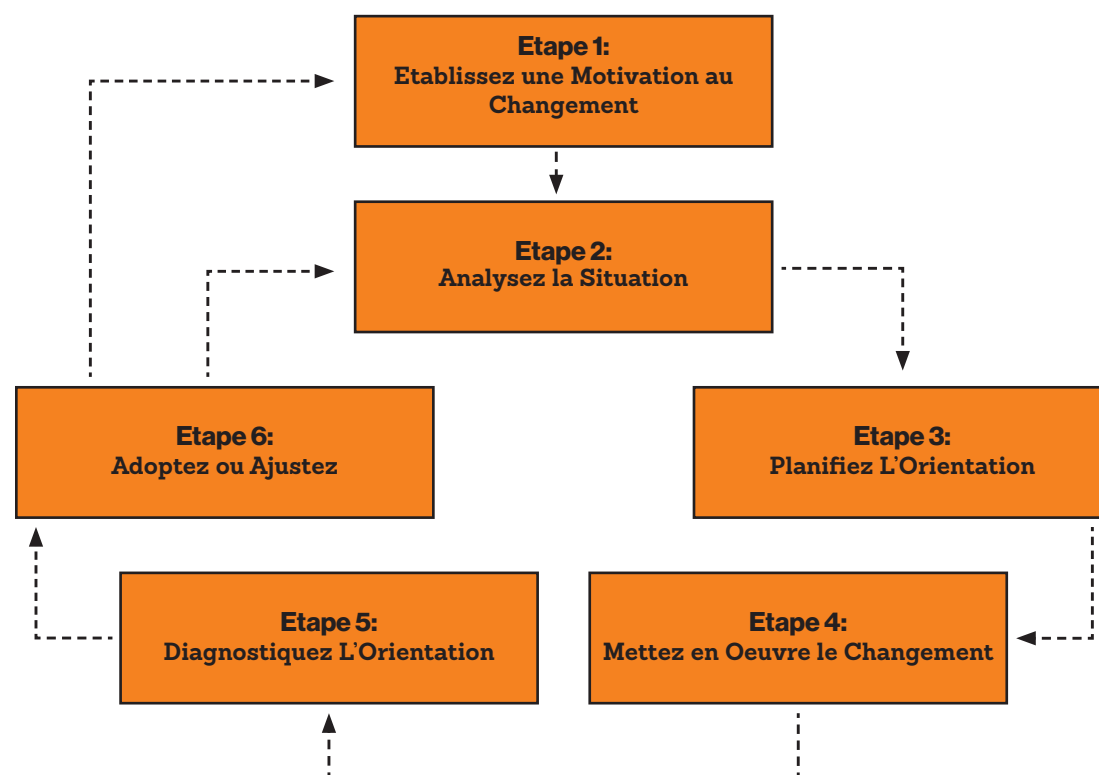 Etape 1:
Etablissez une Motivation au
Changement
Etape 2:
Analysez la Situation
Etape 6:
Adoptez ou Ajustez
Etape 3:
Planifiez L’Orientation
Etape 5:
Diagnostiquez L’Orientation
Etape 4:
Mettez en Oeuvre le Changement